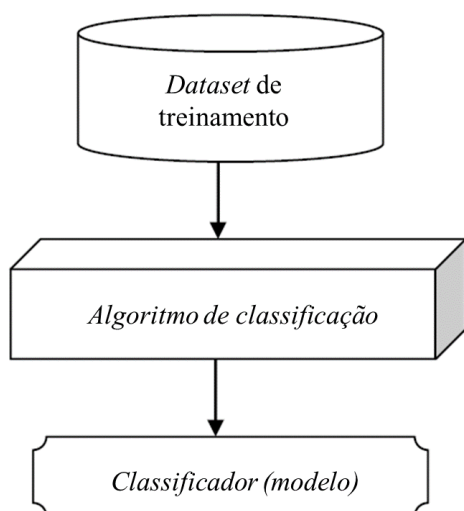 Dataset de
treinamento
Algoritmo de classificação
Classificador (modelo)